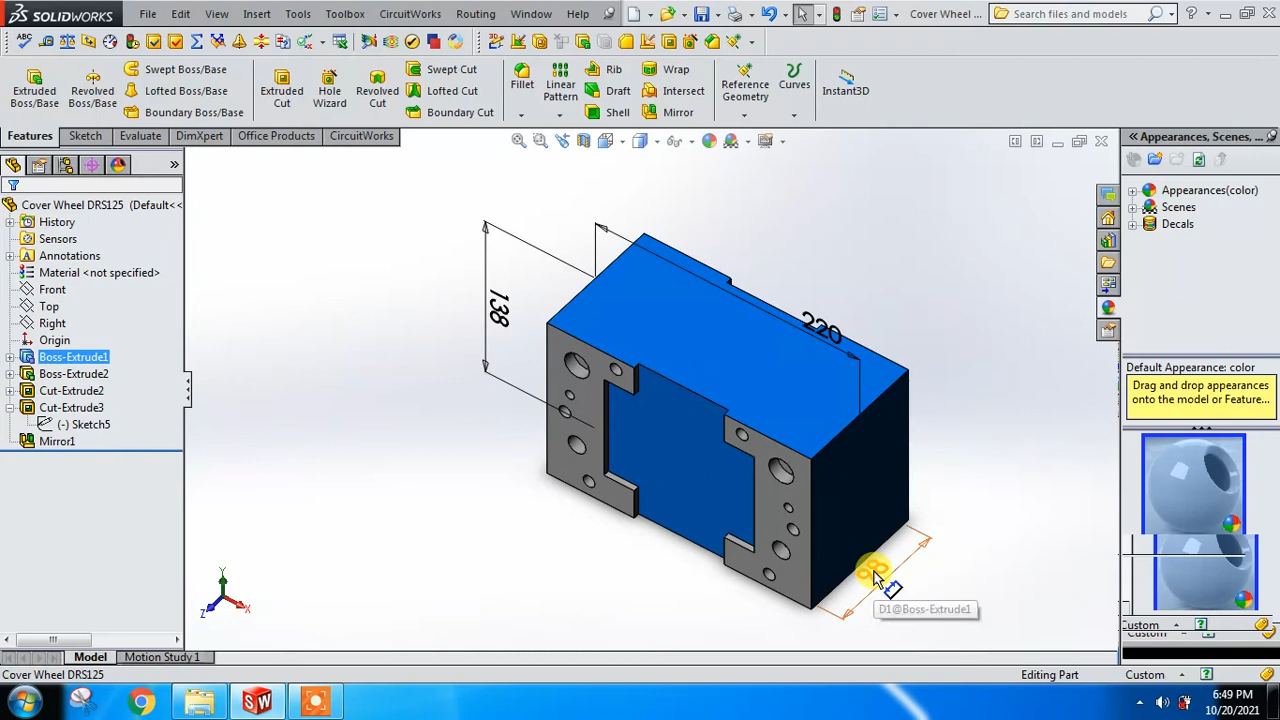 SOLIDWORKS File Edit View Insert Tools Toolbox CircuitWorks Routing Window Help Cover Wheel ... Search files and models
Extruded Boss/Base
Revolved Boss/Base
Swept Boss/Base
Lofted Boss/Base
Boundary Boss/Base
Extruded Cut
Hole Wizard
Revolved Cut
Swept Cut
Lofted Cut
Boundary Cut
Fillet
Linear Pattern
Rib
Draft
Shell
Wrap
Intersect
Mirror
Reference Geometry
Curves
Instant3D
Features Sketch Evaluate DimXpert Office Products CircuitWorks
Appearances, Scenes, ...
Cover Wheel DRS125 (Default<<
History
Sensors
Annotations
Material <not specified>
Front
Top
Right
Origin
Boss-Extrude1
Boss-Extrude2
Cut-Extrude2
Cut-Extrude3
(-) Sketch5
Mirror1
138
220
98
D1@Boss-Extrude1
Y
X
Z
Appearances(color)
Scenes
Decals
Default Appearance: color
Drag and drop appearances
onto the model or Feature...
Custom
Model Motion Study 1
Cover Wheel DRS125 Editing Part Custom
6:49 PM
10/20/2021